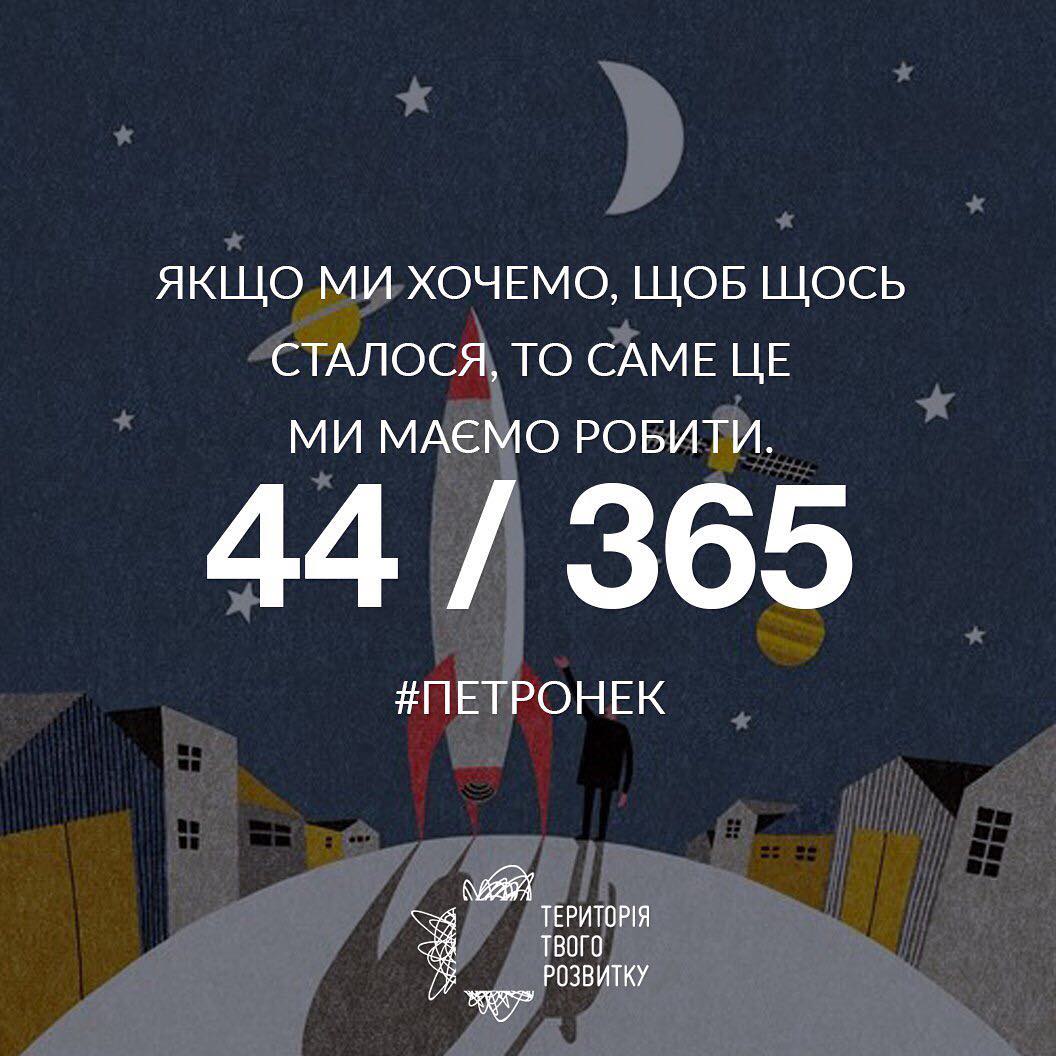 ЯКЩО МИ ХОЧЕМО, ЩОБ ЩОСЬ
СТАЛОСЯ, ТО САМЕ ЦЕ
МИ МАЄМО РОБИТИ.
44 / 365
#ПЕТРОНЕК
ТЕРИТОРІЯ
ТВОГО
РОЗВИТКУ